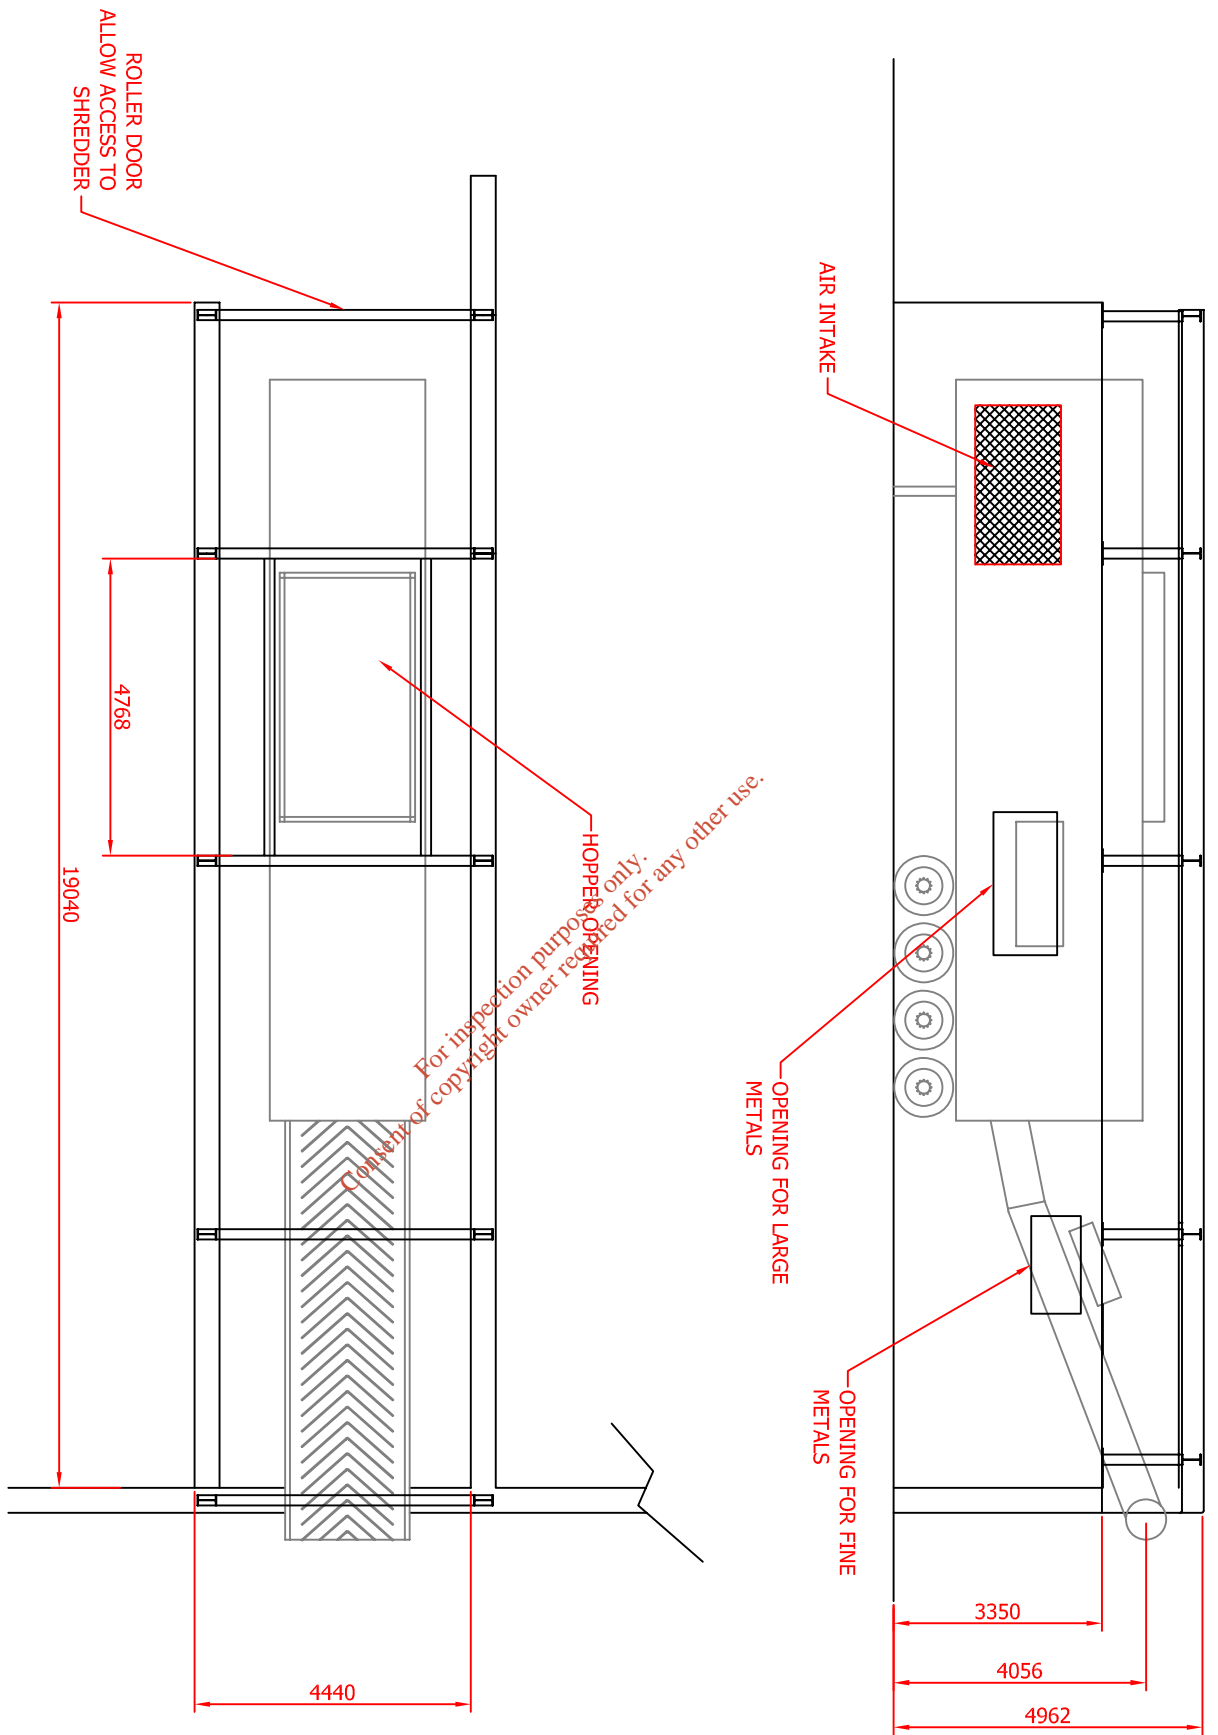 ROLLER DOOR
ALLOW ACCESS TO
SHREDDER
AIR INTAKE
4768
19040
HOPPER OPENING
OPENING FOR LARGE
METALS
OPENING FOR FINE
METALS
3350
4056
4962
4440
For inspection purposes only.
Consent of copyright owner required for any other use.